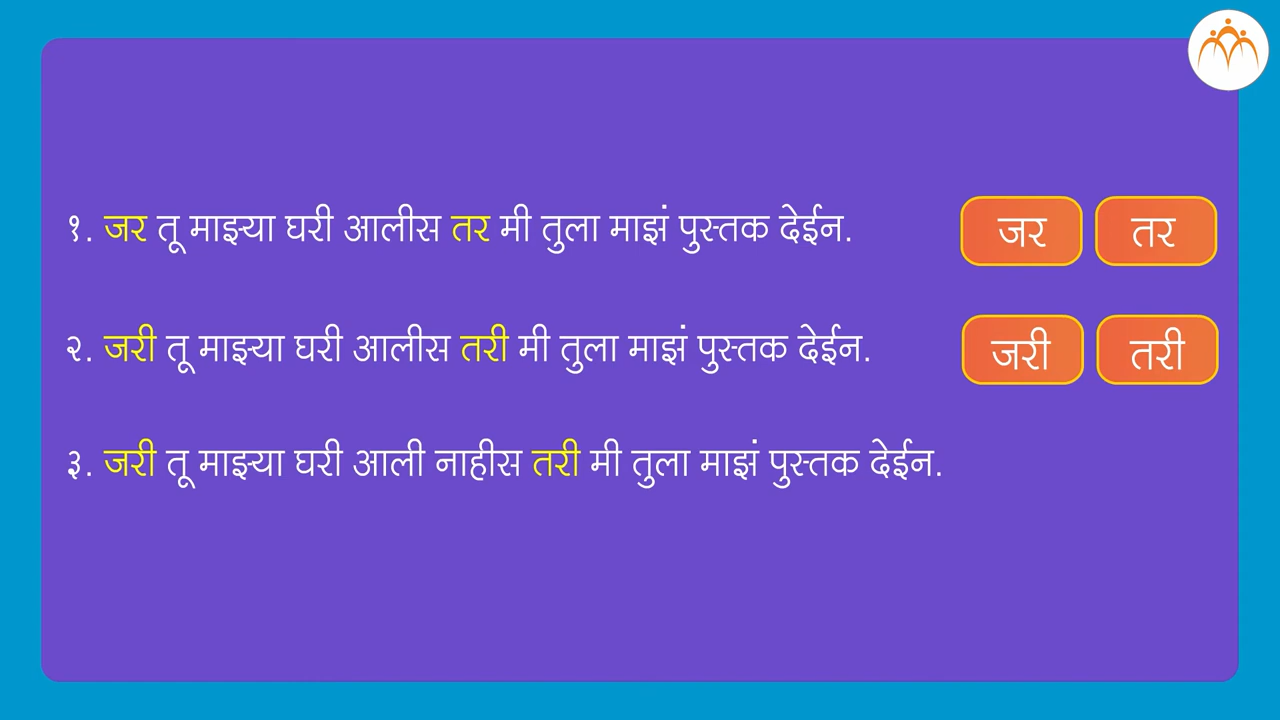 १. जर तू माझ्या घरी आलीस तर मी तुला माझं पुस्तक देईन. जर तर
२. जरी तू माझ्या घरी आलीस तरी मी तुला माझं पुस्तक देईन. जरी तरी
३. जरी तू माझ्या घरी आली नाहीस तरी मी तुला माझं पुस्तक देईन.